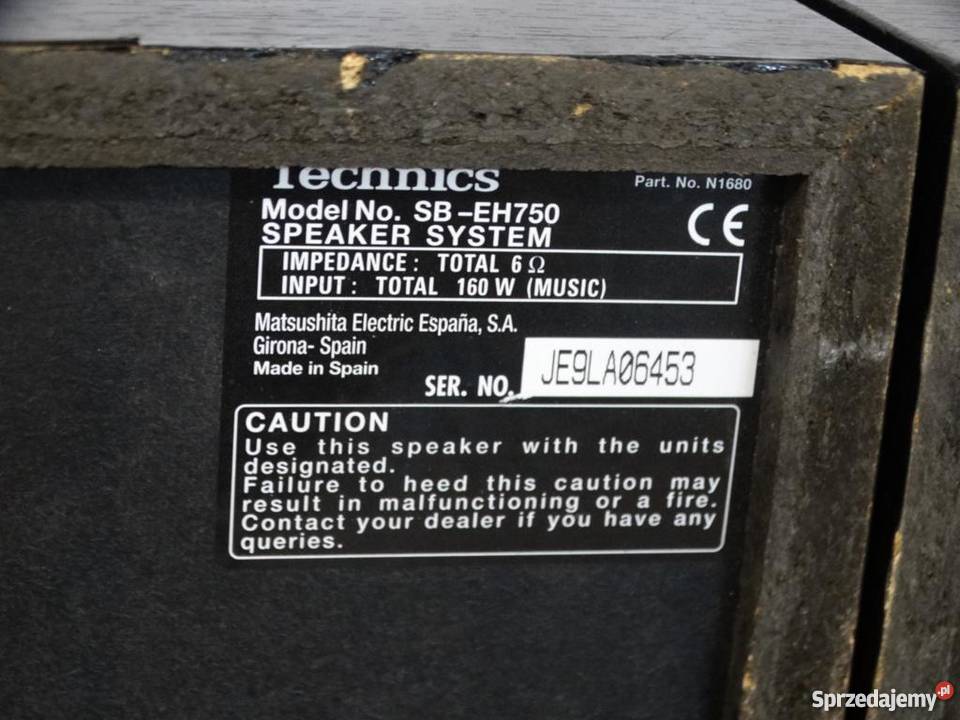 Technics
Part. No. N1680
Model No. SB-EH750
SPEAKER SYSTEM
CE
IMPEDANCE: TOTAL 6 Ω
INPUT: TOTAL 160 W (MUSIC)
Matsushita Electric España, S.A.
Girona- Spain
Made in Spain
SER. NO. JE9LA06453
CAUTION
Use this speaker with the units
designated.
Failure to heed this caution may
result in malfunctioning or a fire.
Contact your dealer if you have any
queries.
Sprzedajemy.pl